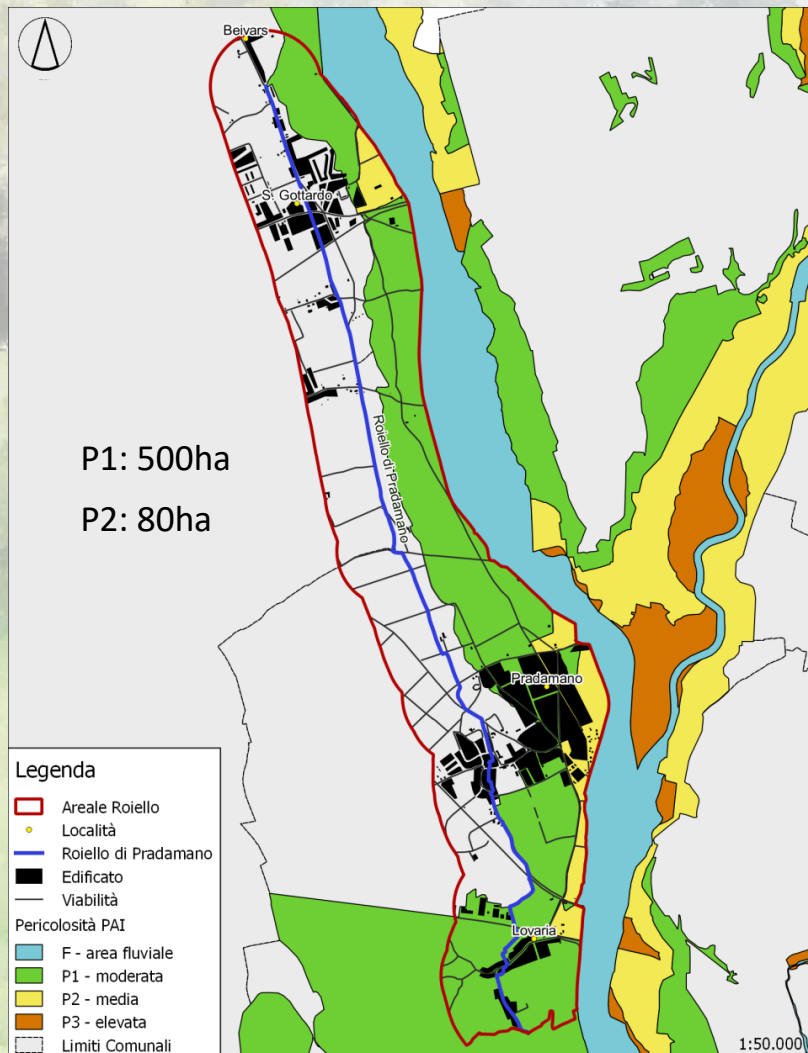 Beivars
S. Gottardo
Roiello di Pradamano
P1: 500ha
P2: 80ha
Pradamano
Lovaria
Legenda
Areale Roiello
Località
Roiello di Pradamano
Edificato
Viabilità
Pericolosità PAI
F - area fluviale
P1 - moderata
P2 - media
P3 - elevata
Limiti Comunali
1:50.000